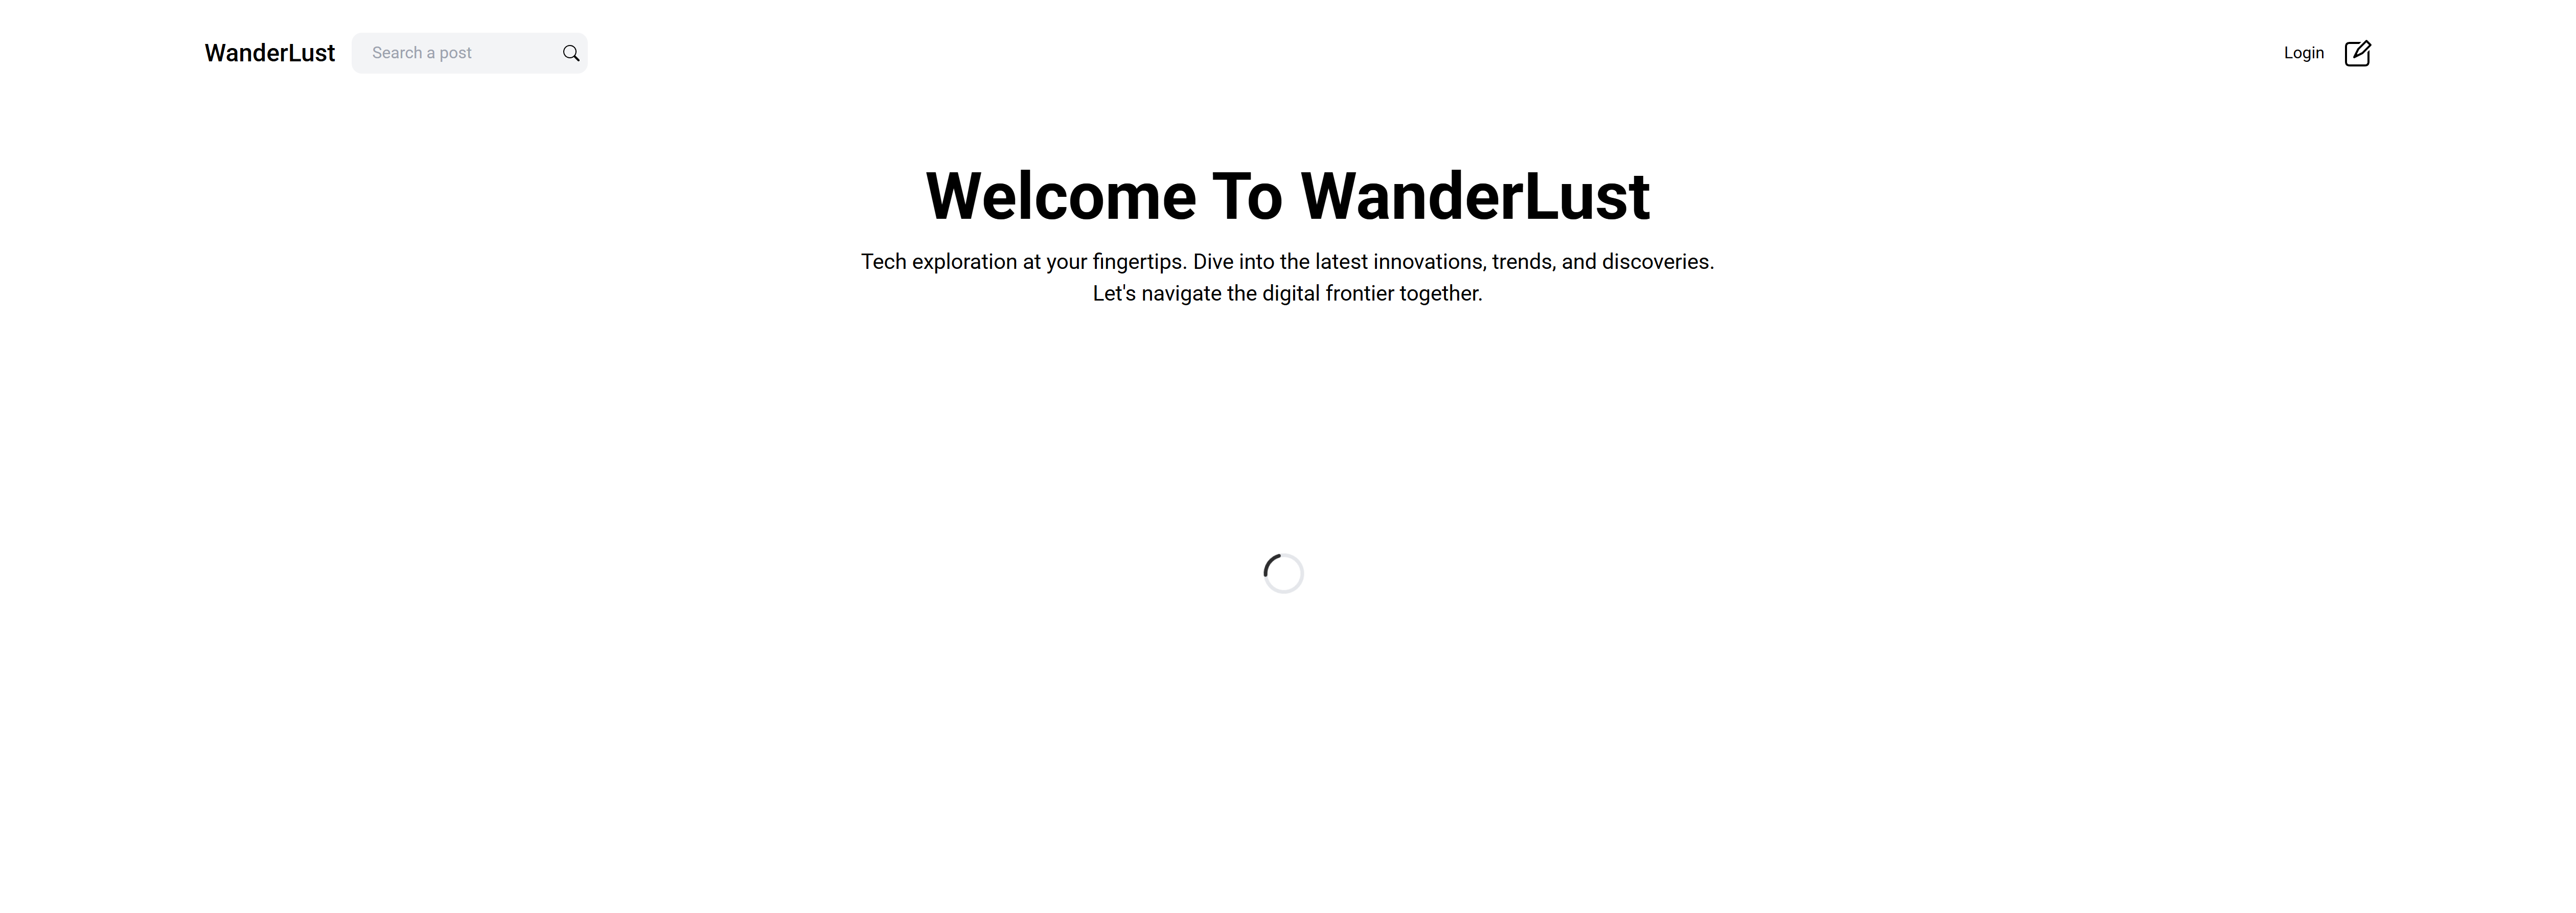 WanderLust
Search a post
Login
Welcome To WanderLust
Tech exploration at your fingertips. Dive into the latest innovations, trends, and discoveries.
Let's navigate the digital frontier together.